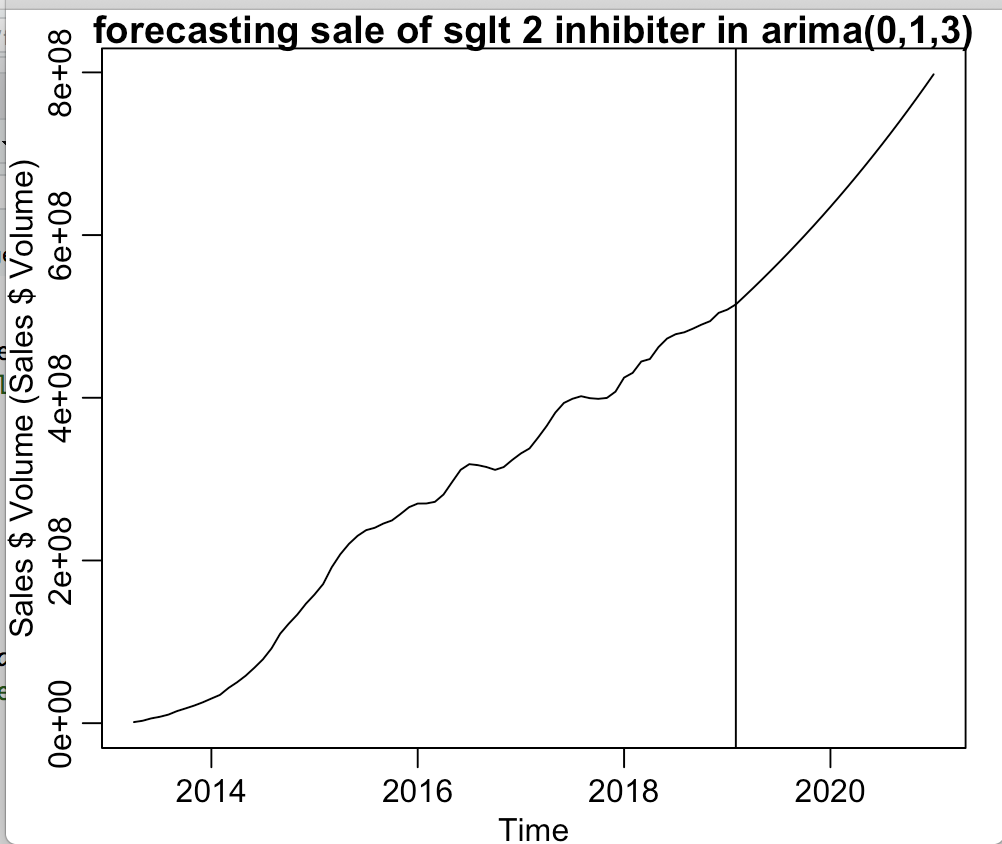 forecasting sale of sglt 2 inhibiter in arima(0,1,3)
Sales $ Volume (Sales $ Volume)
8e+08
6e+08
4e+08
2e+08
0e+00
2014
2016
2018
2020
Time